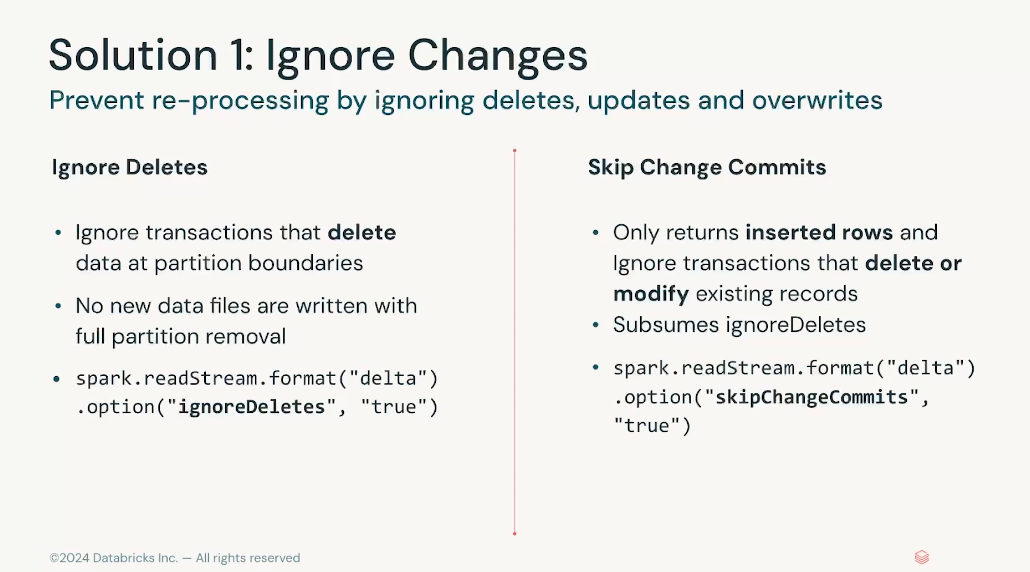 Solution 1: Ignore Changes
Prevent re-processing by ignoring deletes, updates and overwrites
Ignore Deletes
• Ignore transactions that delete
data at partition boundaries
• No new data files are written with
full partition removal
• spark.readStream.format("delta")
.option("ignoreDeletes", "true")
Skip Change Commits
• Only returns inserted rows and
Ignore transactions that delete or
modify existing records
• Subsumes ignoreDeletes
• spark.readStream.format("delta")
.option("skipChangeCommits",
"true")
©2024 Databricks Inc. — All rights reserved